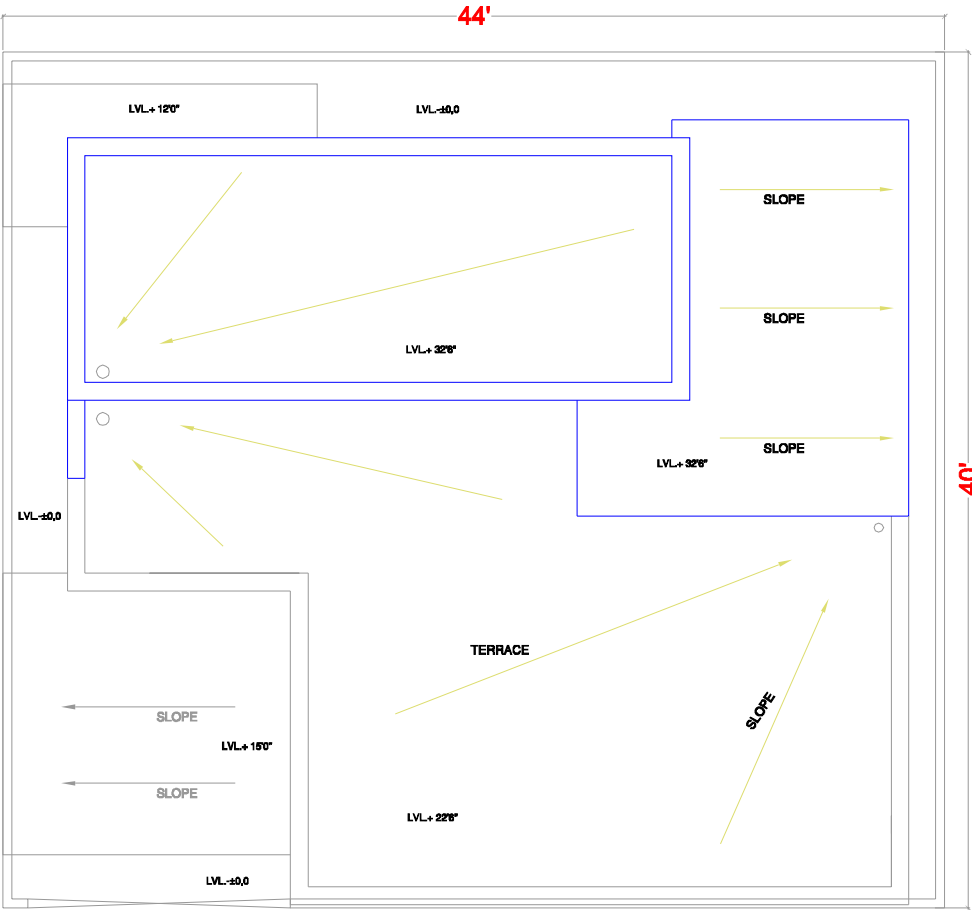 44'
LVL.+ 12'0"
LVL.-±0,0
SLOPE
SLOPE
LVL.+ 32'6"
SLOPE
LVL.+ 32'6"
40'
LVL.-±0,0
TERRACE
SLOPE
SLOPE
LVL.+ 15'0"
SLOPE
LVL.+ 22'6"
LVL.-±0,0